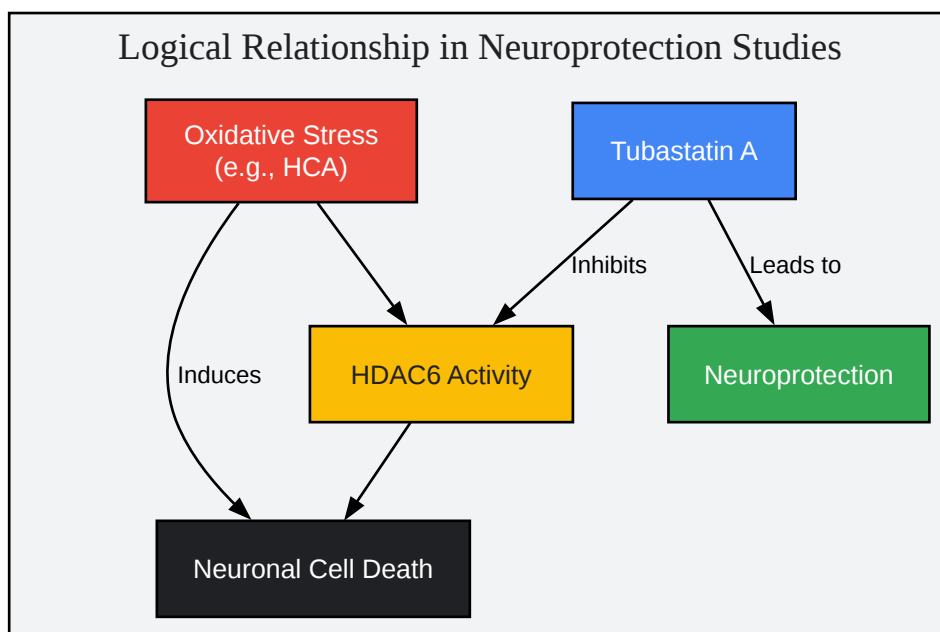 Logical Relationship in Neuroprotection Studies
Oxidative Stress
(e.g., HCA)
Tubastatin A
Inhibits
Leads to
Induces
HDAC6 Activity
Neuroprotection
Neuronal Cell Death